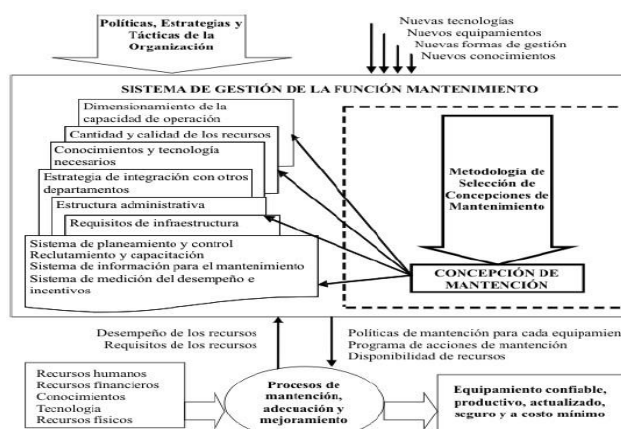 Políticas, Estrategias y
Tácticas de la
Organización
Nuevas tecnologías
Nuevos equipamientos
Nuevas formas de gestión
Nuevos conocimientos
SISTEMA DE GESTIÓN DE LA FUNCIÓN MANTENIMIENTO
Dimensionamiento de la
capacidad de operación
Cantidad y calidad de los recursos
Conocimientos y tecnología
necesarios
Estrategia de integración con otros
departamentos
Estructura administrativa
Requisitos de infraestructura
Sistema de planeamiento y control
Reclutamiento y capacitación
Sistema de información para el mantenimiento
Sistema de medición del desempeño e
incentivos
Metodología de
Selección de
Concepciones de
Mantenimiento
CONCEPCIÓN DE
MANTENCIÓN
Desempeño de los recursos
Requisitos de los recursos
Políticas de mantención para cada equipamien
Programa de acciones de mantención
Disponibilidad de recursos
Recursos humanos
Recursos financieros
Conocimientos
Tecnología
Recursos físicos
Procesos de
mantención,
adecuación y
mejoramiento
Equipamiento confiable,
productivo, actualizado,
seguro y a costo mínimo